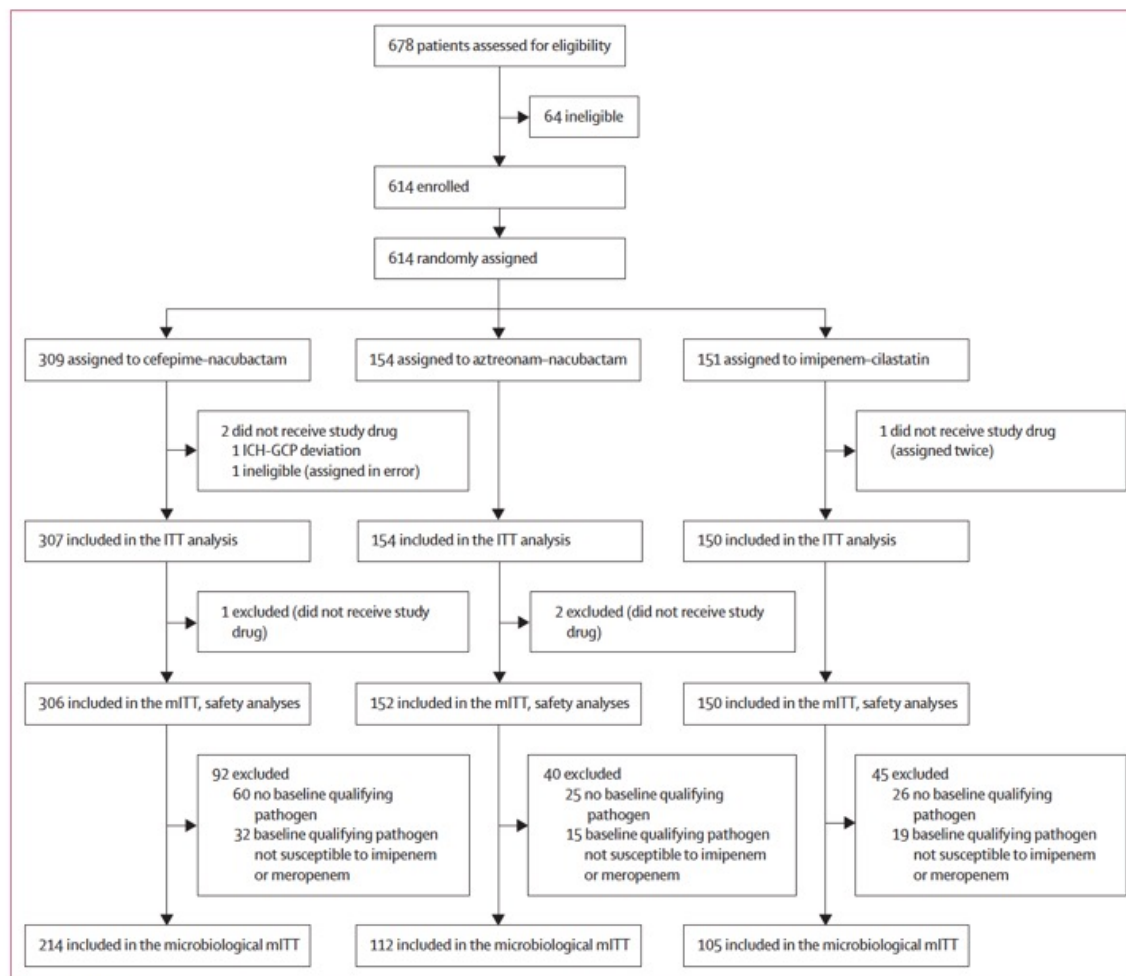 678 patients assessed for eligibility
64 ineligible
614 enrolled
614 randomly assigned
309 assigned to cefepime–nacubactam
154 assigned to aztreonam–nacubactam
151 assigned to imipenem–cilastatin
2 did not receive study drug
1 ICH-GCP deviation
1 ineligible (assigned in error)
1 did not receive study drug
(assigned twice)
307 included in the ITT analysis
154 included in the ITT analysis
150 included in the ITT analysis
1 excluded (did not receive study
drug)
2 excluded (did not receive study
drug)
306 included in the mITT, safety analyses
152 included in the mITT, safety analyses
150 included in the mITT, safety analyses
92 excluded
60 no baseline qualifying
pathogen
32 baseline qualifying pathogen
not susceptible to imipenem
or meropenem
40 excluded
25 no baseline qualifying
pathogen
15 baseline qualifying pathogen
not susceptible to imipenem
or meropenem
45 excluded
26 no baseline qualifying
pathogen
19 baseline qualifying pathogen
not susceptible to imipenem
or meropenem
214 included in the microbiological mITT
112 included in the microbiological mITT
105 included in the microbiological mITT